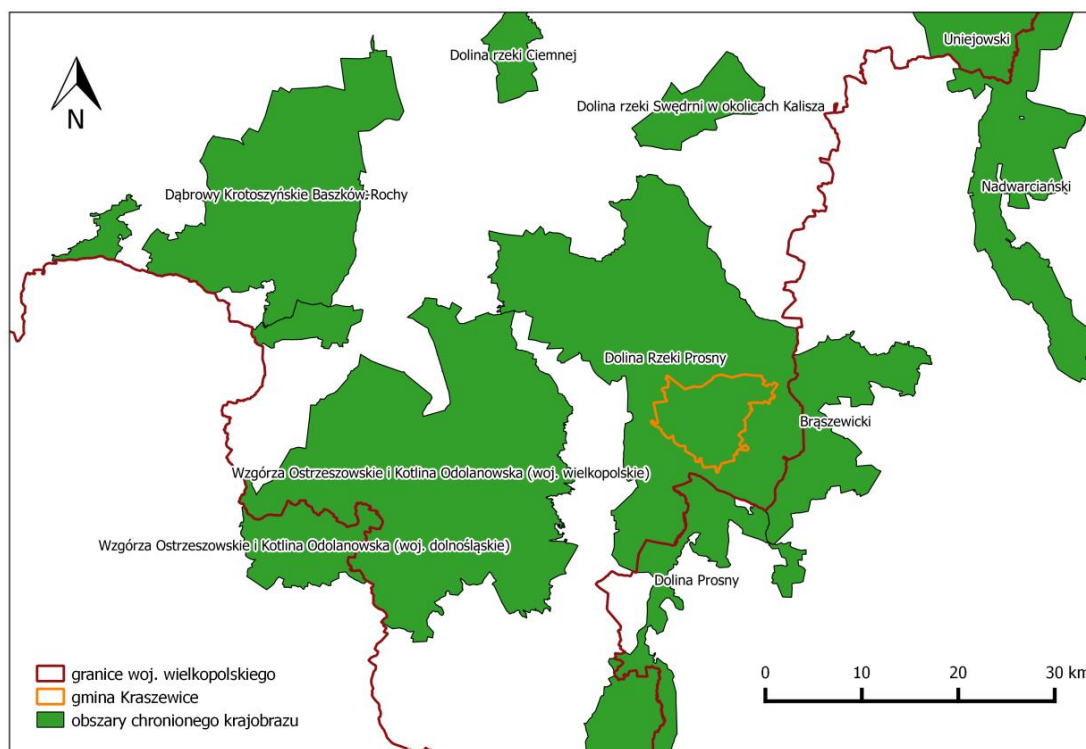 Uniejowski
Dolina rzeki Ciemnej
Dolina rzeki Swędrni w okolicach Kalisza
N
Nadwarciański
Dąbrowy Krotoszyńskie Baszków-Rochy
Dolina Rzeki Prosny
Brąszewicki
Wzgórza Ostrzeszowskie i Kotlina Odolanowska (woj. wielkopolskie)
Wzgórza Ostrzeszowskie i Kotlina Odolanowska (woj. dolnośląskie)
Dolina Prosny
granice woj. wielkopolskiego
gmina Kraszewice
obszary chronionego krajobrazu
0 10 20 30 km